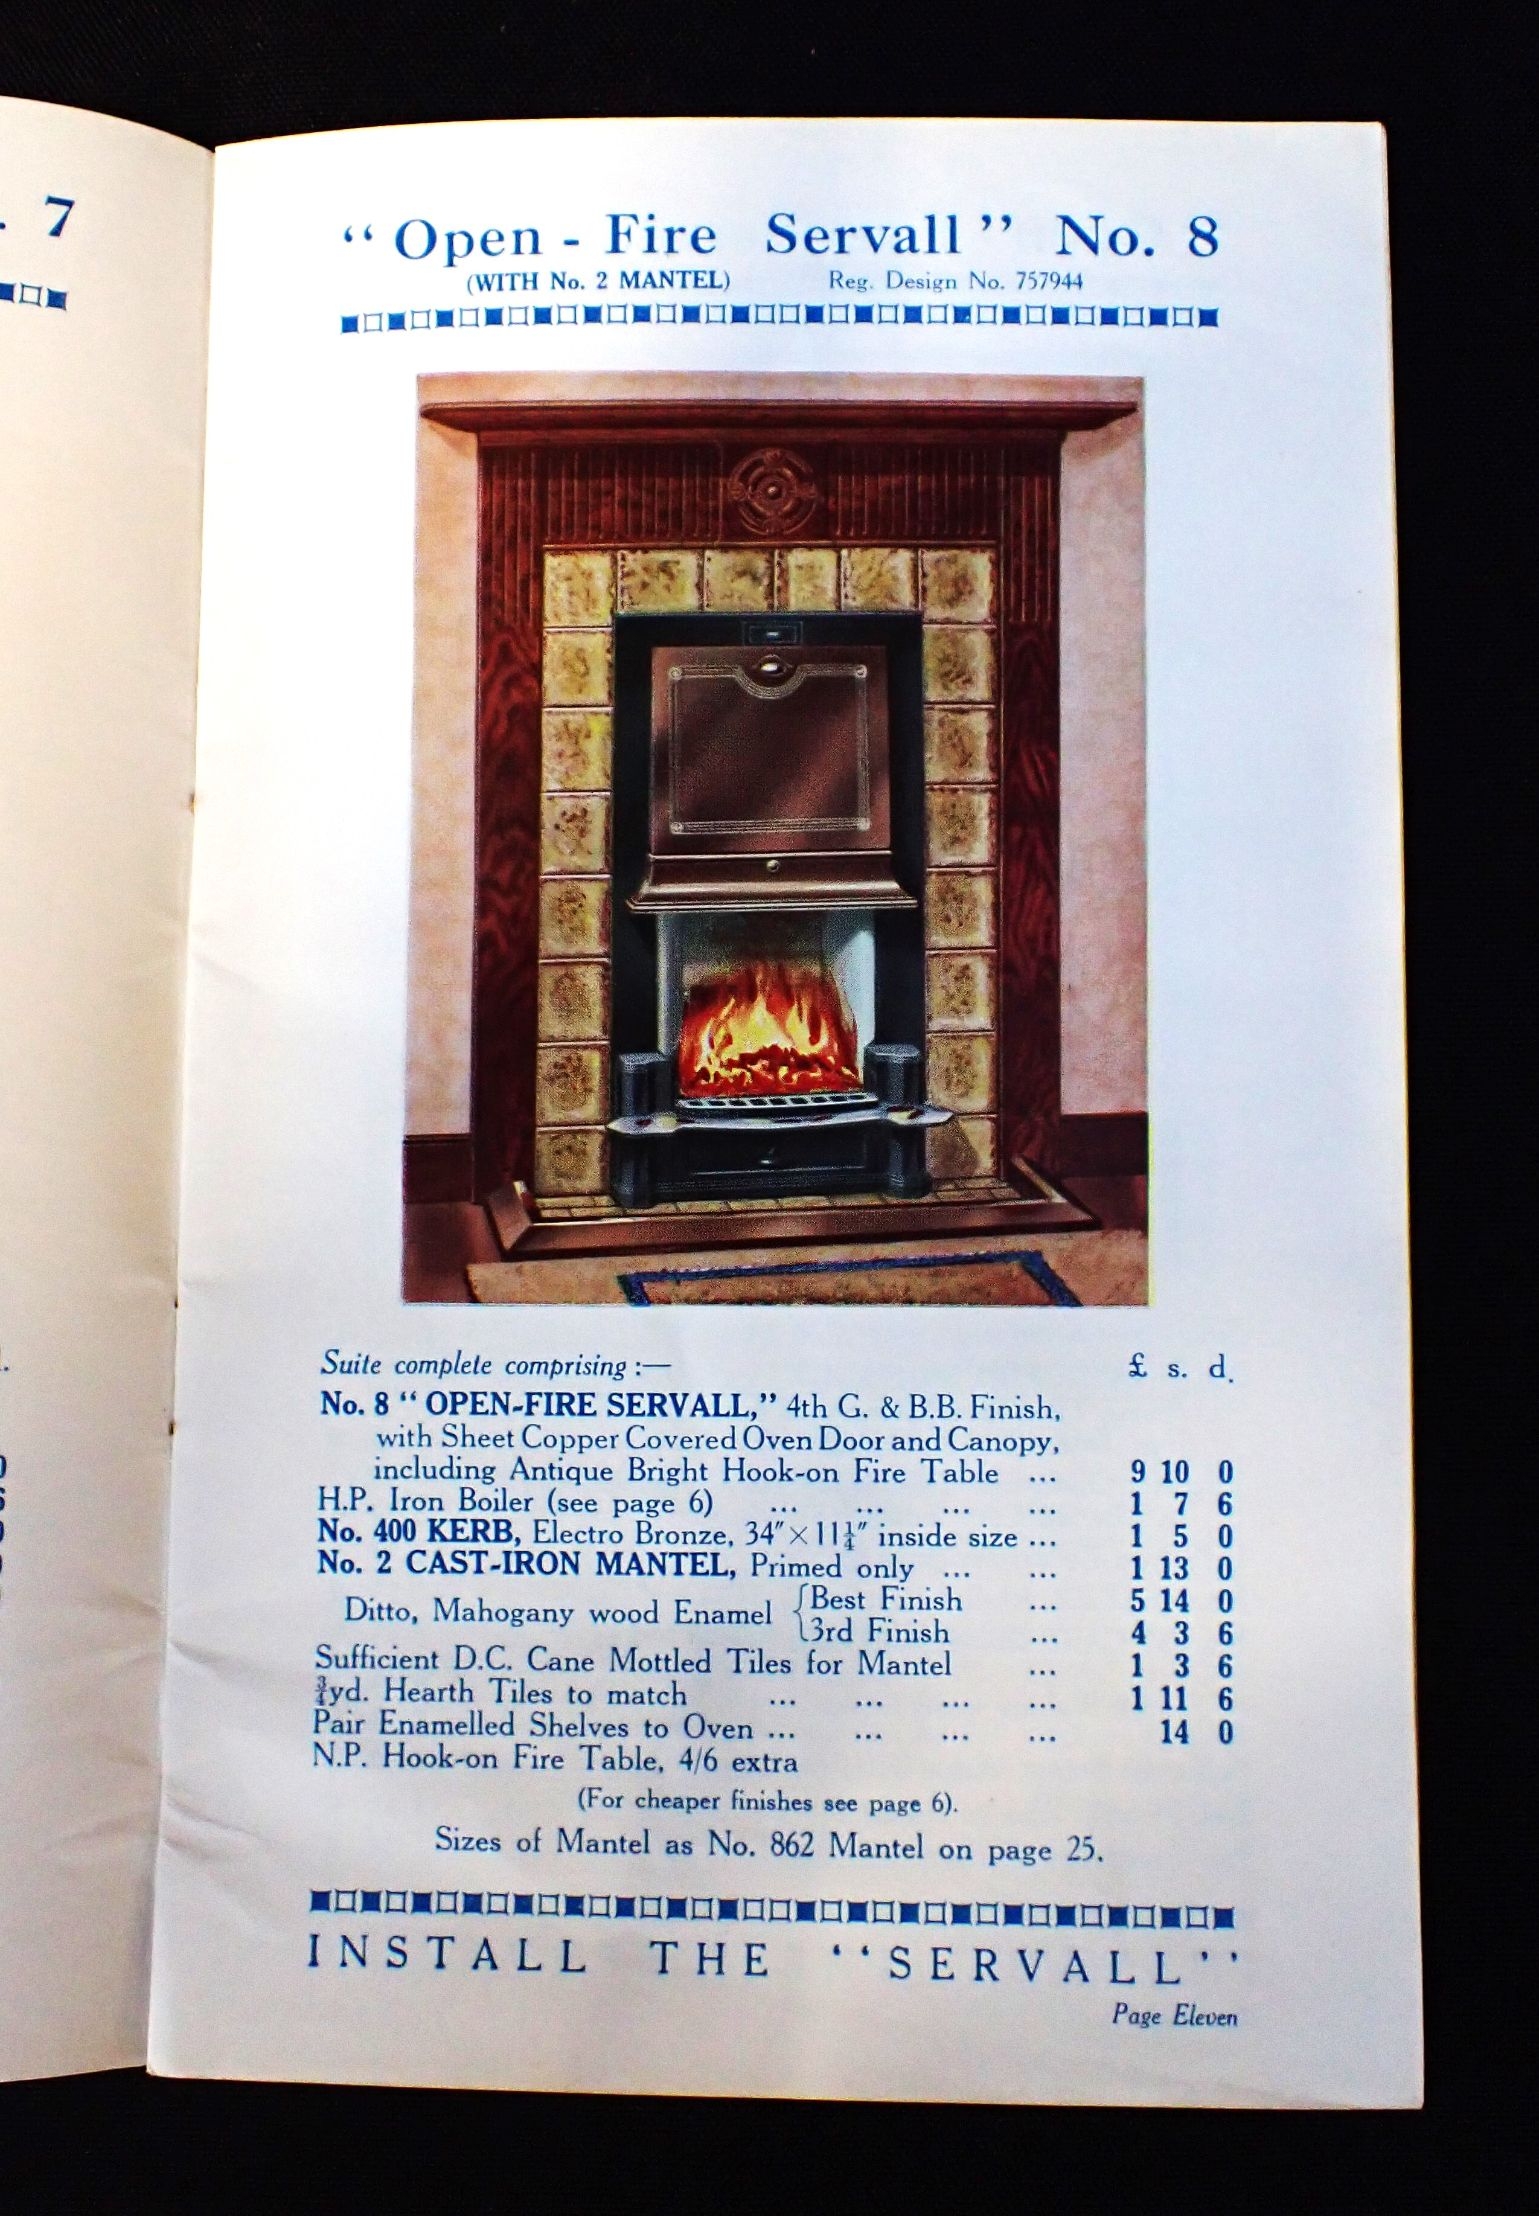 . 7
“Open - Fire Servall” No. 8
(WITH No. 2 MANTEL) Reg. Design No. 757944
Suite complete comprising :— £ s. d.
No. 8 “OPEN-FIRE SERVALL,” 4th G. & B.B. Finish,
with Sheet Copper Covered Oven Door and Canopy,
including Antique Bright Hook-on Fire Table ... 9 10 0
H.P. Iron Boiler (see page 6) ... ... ... ... 1 7 6
No. 400 KERB, Electro Bronze, 34″ × 11¼″ inside size ... 1 5 0
No. 2 CAST-IRON MANTEL, Primed only ... ... 1 13 0
Ditto, Mahogany wood Enamel { Best Finish ... 5 14 0
3rd Finish ... 4 3 6
Sufficient D.C. Cane Mottled Tiles for Mantel ... 1 3 6
¾yd. Hearth Tiles to match ... ... ... ... 1 11 6
Pair Enamelled Shelves to Oven ... ... ... ... 14 0
N.P. Hook-on Fire Table, 4/6 extra
(For cheaper finishes see page 6).
Sizes of Mantel as No. 862 Mantel on page 25.
INSTALL THE “SERVALL”
Page Eleven